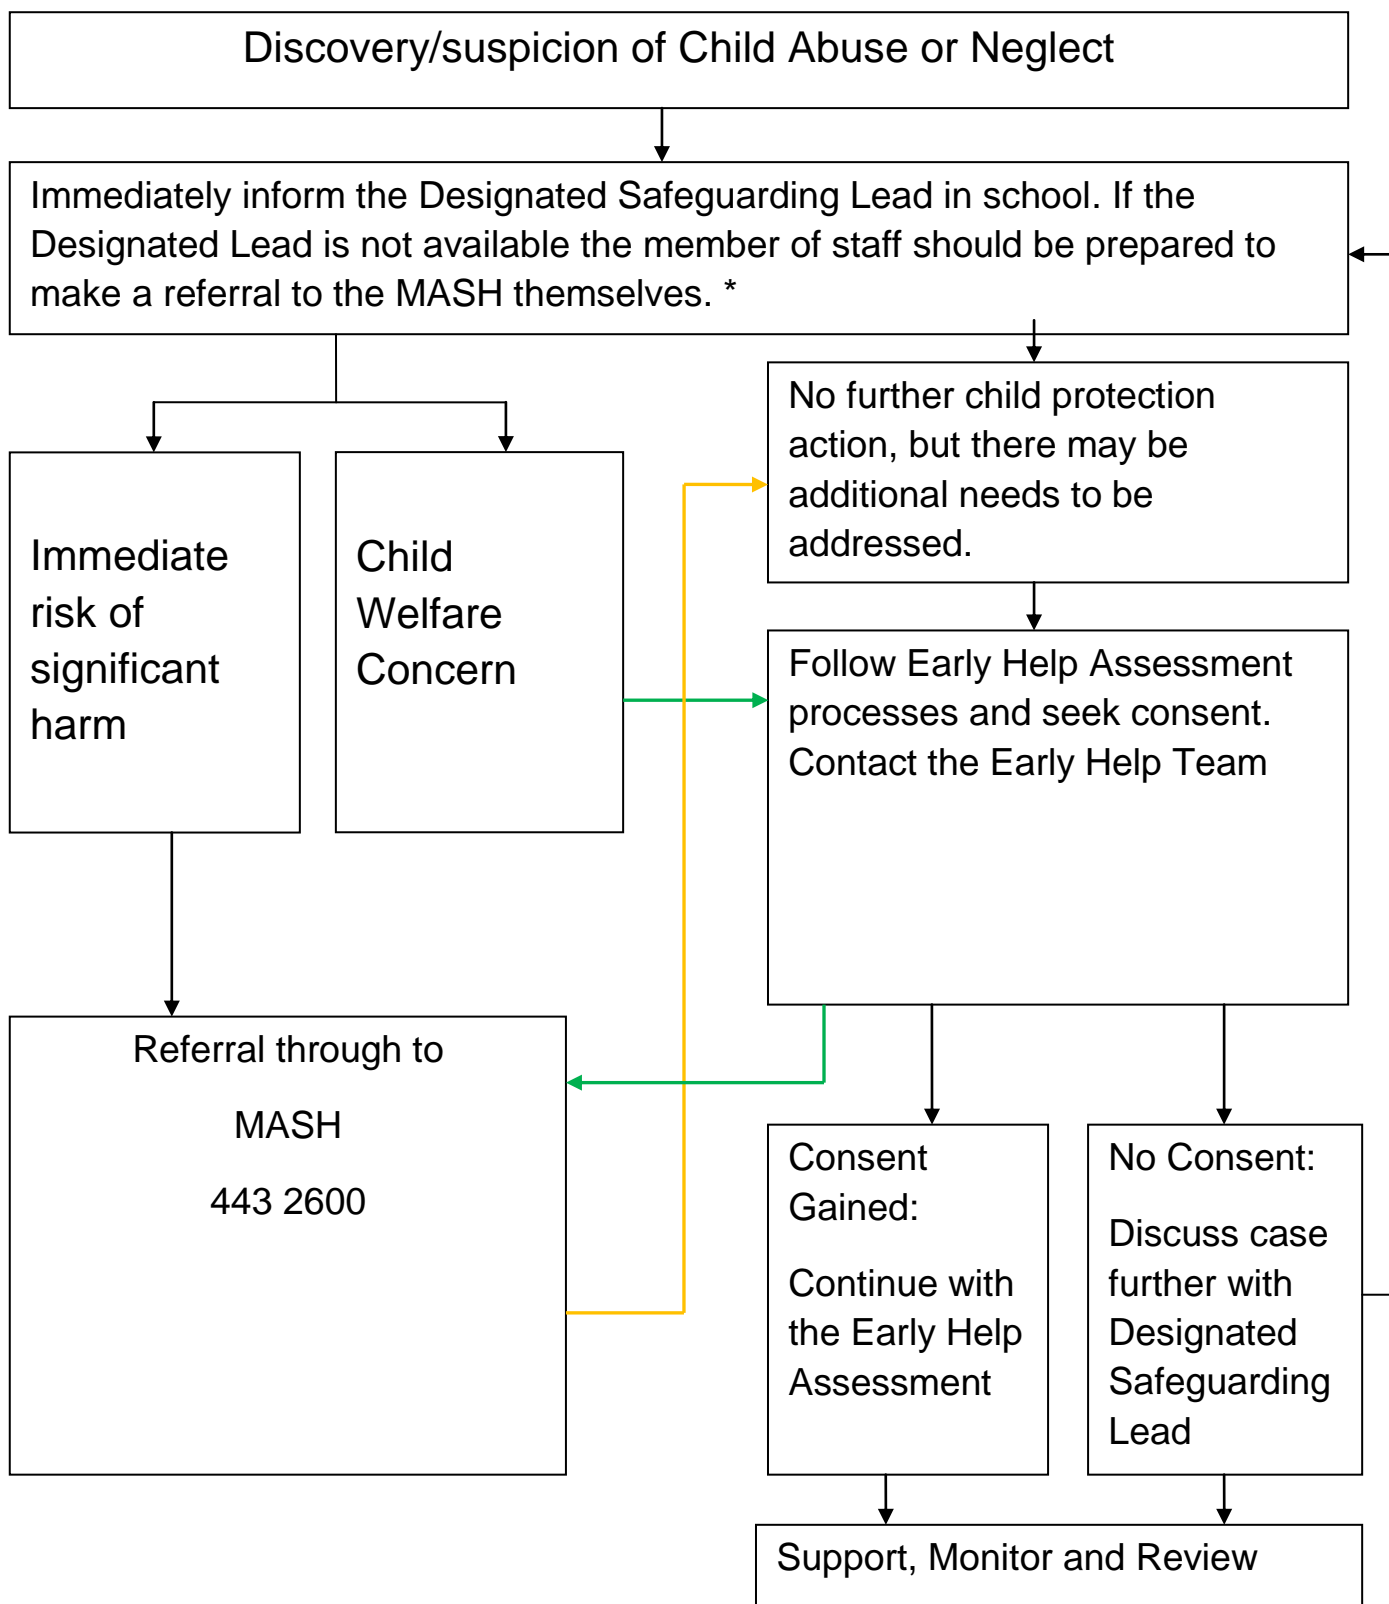 Discovery/suspicion of Child Abuse or Neglect
Immediately inform the Designated Safeguarding Lead in school. If the
Designated Lead is not available the member of staff should be prepared to
make a referral to the MASH themselves. *
No further child protection
action, but there may be
additional needs to be
addressed.
Immediate
risk of
significant
harm
Child
Welfare
Concern
Follow Early Help Assessment
processes and seek consent.
Contact the Early Help Team
Referral through to
MASH
443 2600
Consent
Gained:
Continue with
the Early Help
Assessment
No Consent:
Discuss case
further with
Designated
Safeguarding
Lead
Support, Monitor and Review